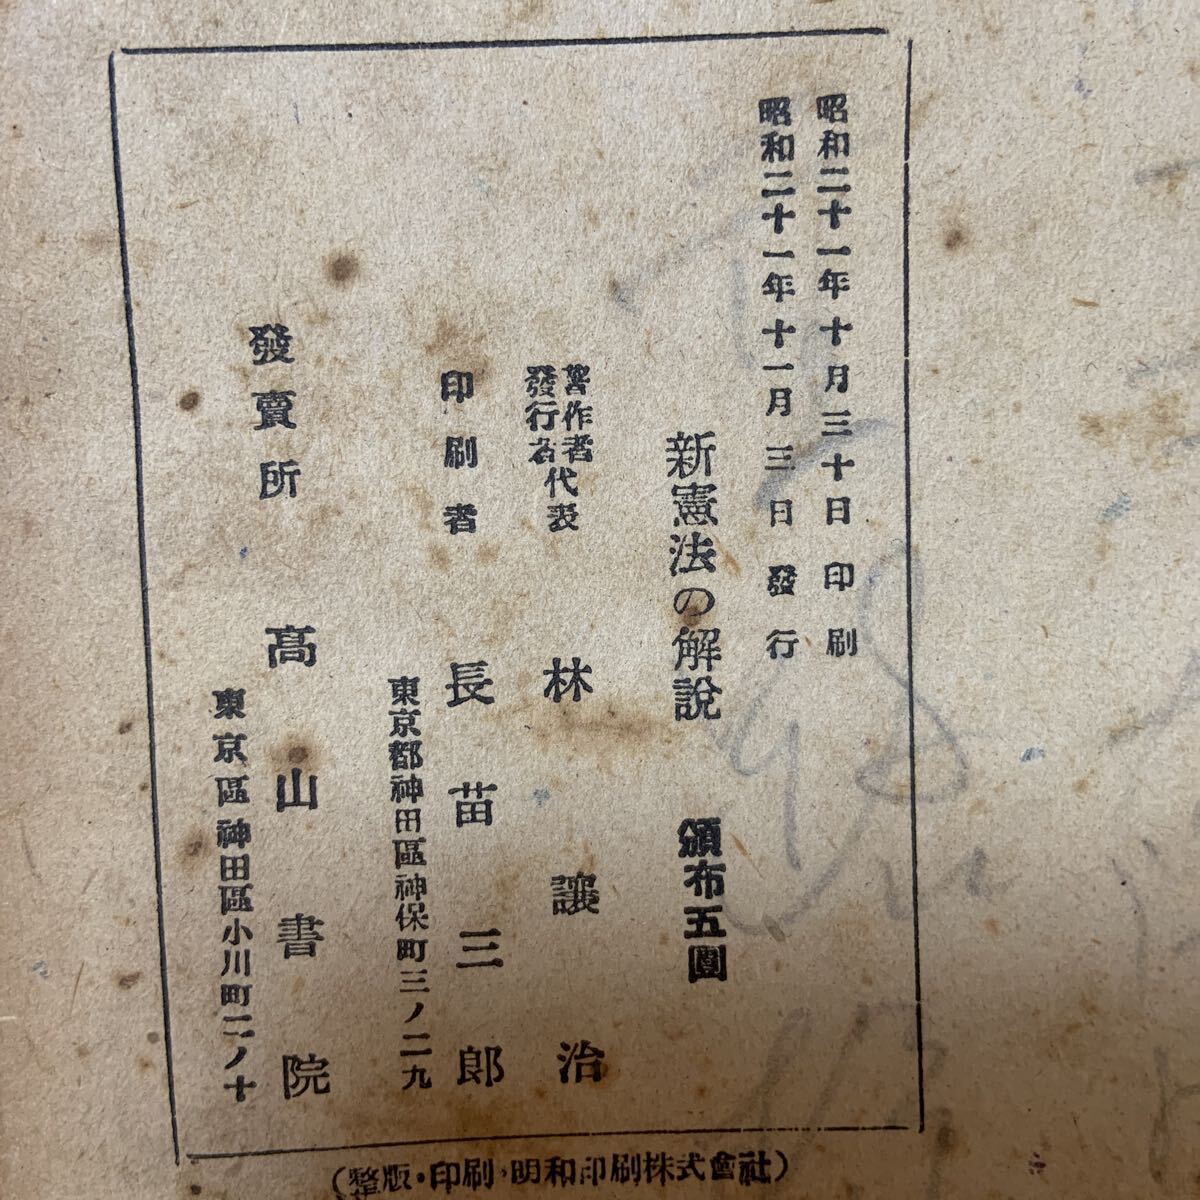 昭和二十一年十月三十日印刷
昭和二十一年十一月三日發行
新憲法の解說 頒布五圓
著作者
發行者
代表
林讓治
印刷者 長苗三郎
東京都神田區神保町三ノ二九
發賣所 高山書院
東京區神田區小川町二ノ十
(整版・印刷・明和印刷株式會社)